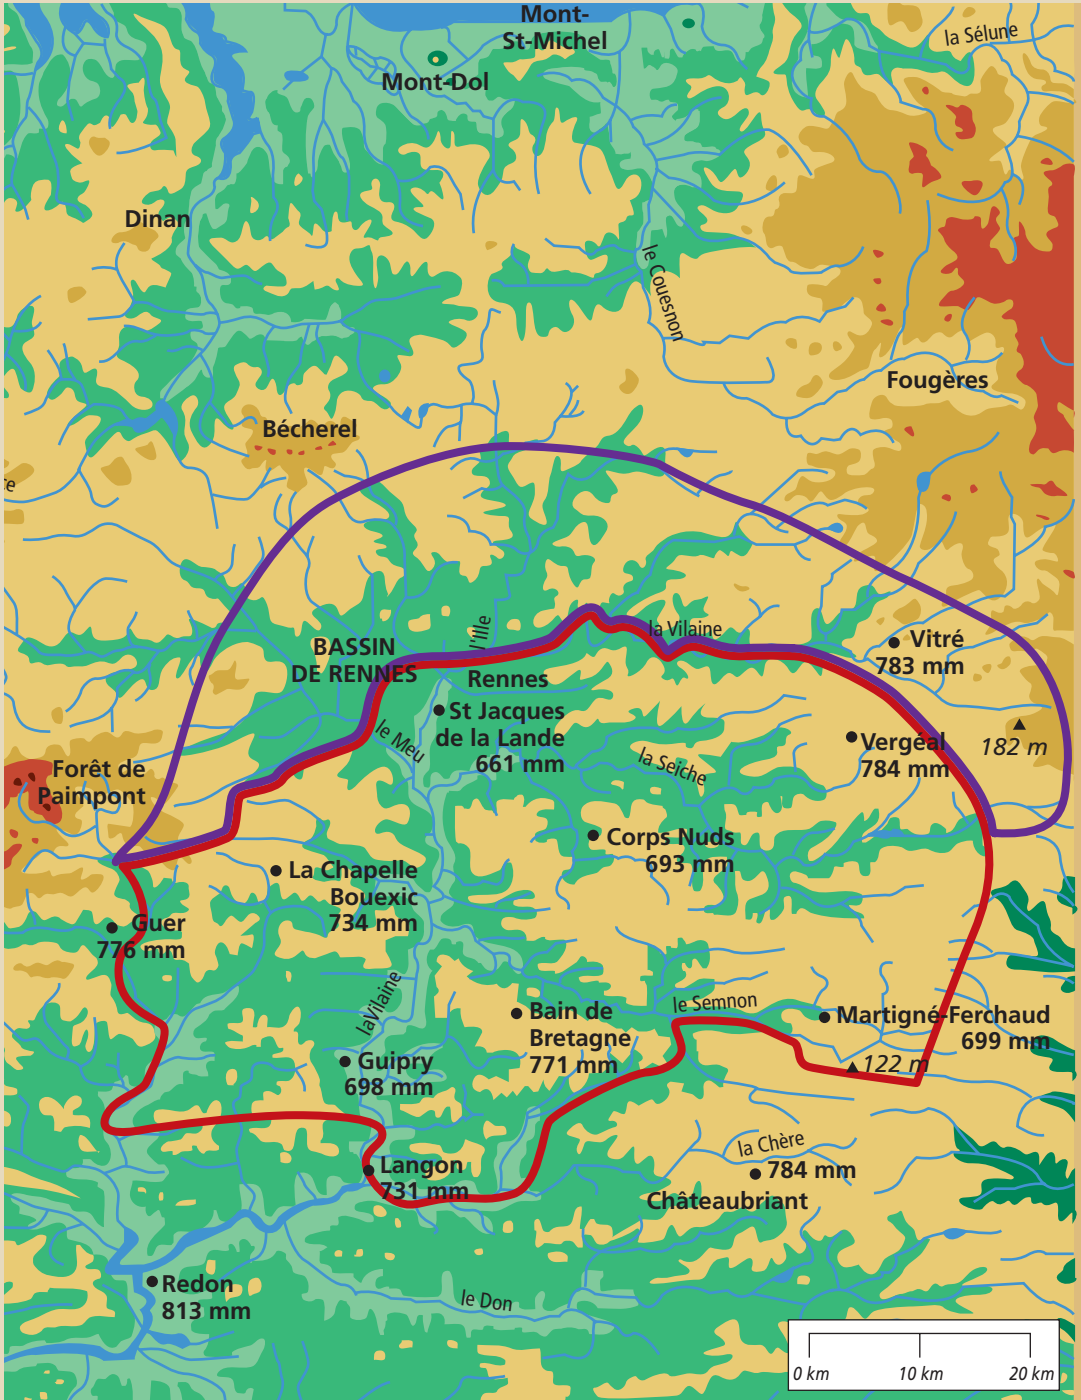 Mont-
St-Michel
la Sélune
Mont-Dol
Dinan
le Couesnon
Fougères
Bécherel
l'Ille
la Vilaine
BASSIN
DE RENNES
Vitré
783 mm
Rennes
St Jacques
de la Lande
661 mm
le Meu
la Seiche
Vergéal
784 mm
182 m
Forêt de
Paimpont
Corps Nuds
693 mm
La Chapelle
Bouexic
734 mm
Guer
776 mm
laVilaine
le Semnon
Bain de
Bretagne
771 mm
Martigné-Ferchaud
699 mm
Guipry
698 mm
122 m
la Chère
784 mm
Châteaubriant
Langon
731 mm
Redon
813 mm
le Don
0 km
10 km
20 km